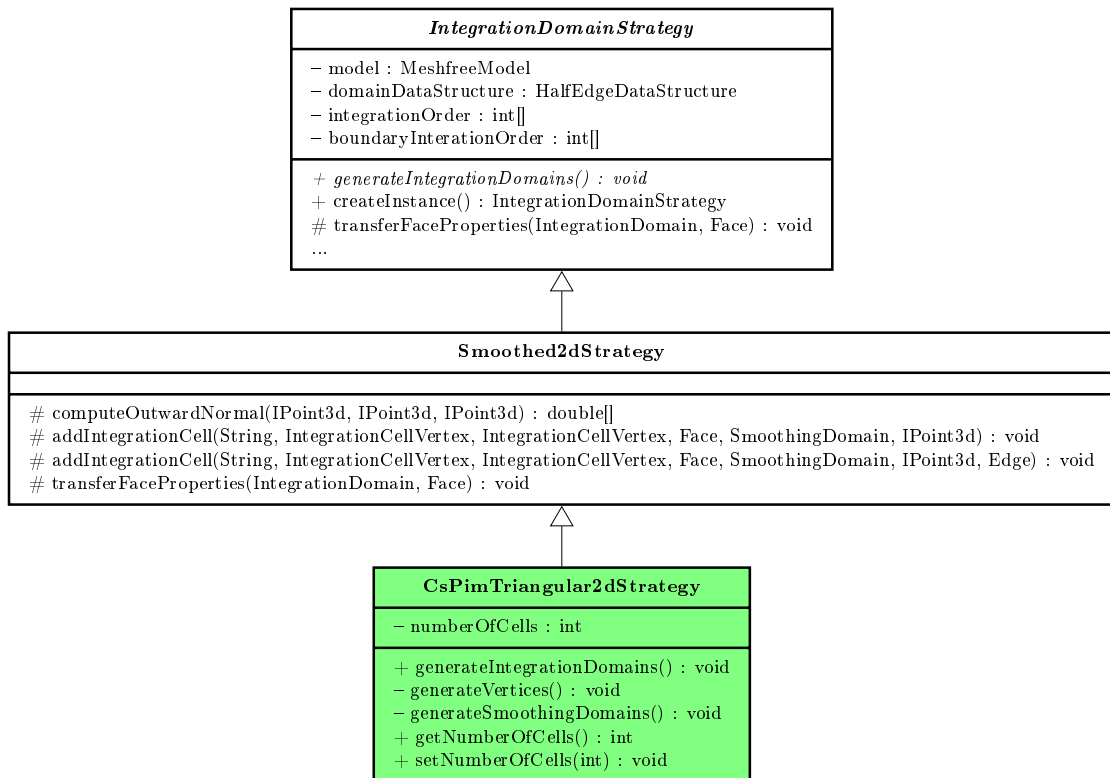 IntegrationDomainStrategy
− model : MeshfreeModel
− domainDataStructure : HalfEdgeDataStructure
− integrationOrder : int[]
− boundaryInterationOrder : int[]
+ generateIntegrationDomains() : void
+ createInstance() : IntegrationDomainStrategy
# transferFaceProperties(IntegrationDomain, Face) : void
...
Smoothed2dStrategy
# computeOutwardNormal(IPoint3d, IPoint3d, IPoint3d) : double[]
# addIntegrationCell(String, IntegrationCellVertex, IntegrationCellVertex, Face, SmoothingDomain, IPoint3d) : void
# addIntegrationCell(String, IntegrationCellVertex, IntegrationCellVertex, Face, SmoothingDomain, IPoint3d, Edge) : void
# transferFaceProperties(IntegrationDomain, Face) : void
CsPimTriangular2dStrategy
− numberOfCells : int
+ generateIntegrationDomains() : void
− generateVertices() : void
− generateSmoothingDomains() : void
+ getNumberOfCells() : int
+ setNumberOfCells(int) : void